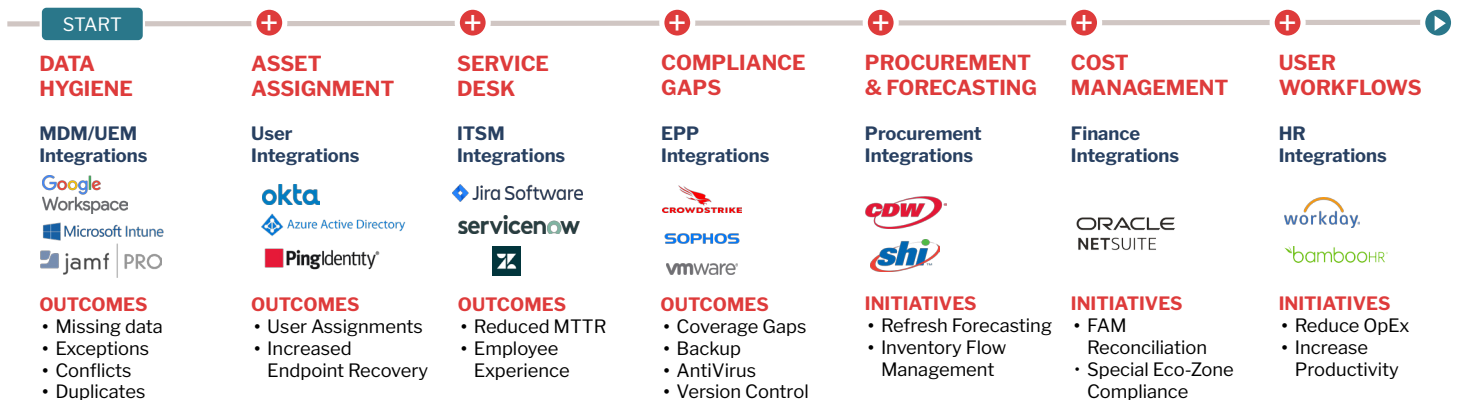 START
DATA
HYGIENE
MDM/UEM
Integrations
Google
Workspace
Microsoft Intune
jamf | PRO
OUTCOMES
• Missing data
• Exceptions
• Conflicts
• Duplicates
ASSET
ASSIGNMENT
User
Integrations
okta
Azure Active Directory
PingIdentity®
OUTCOMES
• User Assignments
• Increased
Endpoint Recovery
SERVICE
DESK
ITSM
Integrations
Jira Software
servicenow
OUTCOMES
• Reduced MTTR
• Employee
Experience
COMPLIANCE
GAPS
EPP
Integrations
CROWDSTRIKE
SOPHOS
vmware®
OUTCOMES
• Coverage Gaps
• Backup
• AntiVirus
• Version Control
PROCUREMENT
& FORECASTING
Procurement
Integrations
CDW®
shi™
INITIATIVES
• Refresh Forecasting
• Inventory Flow
Management
COST
MANAGEMENT
Finance
Integrations
ORACLE
NETSUITE
INITIATIVES
• FAM
Reconciliation
• Special Eco-Zone
Compliance
USER
WORKFLOWS
HR
Integrations
workday®
bambooHR®
INITIATIVES
• Reduce OpEx
• Increase
Productivity